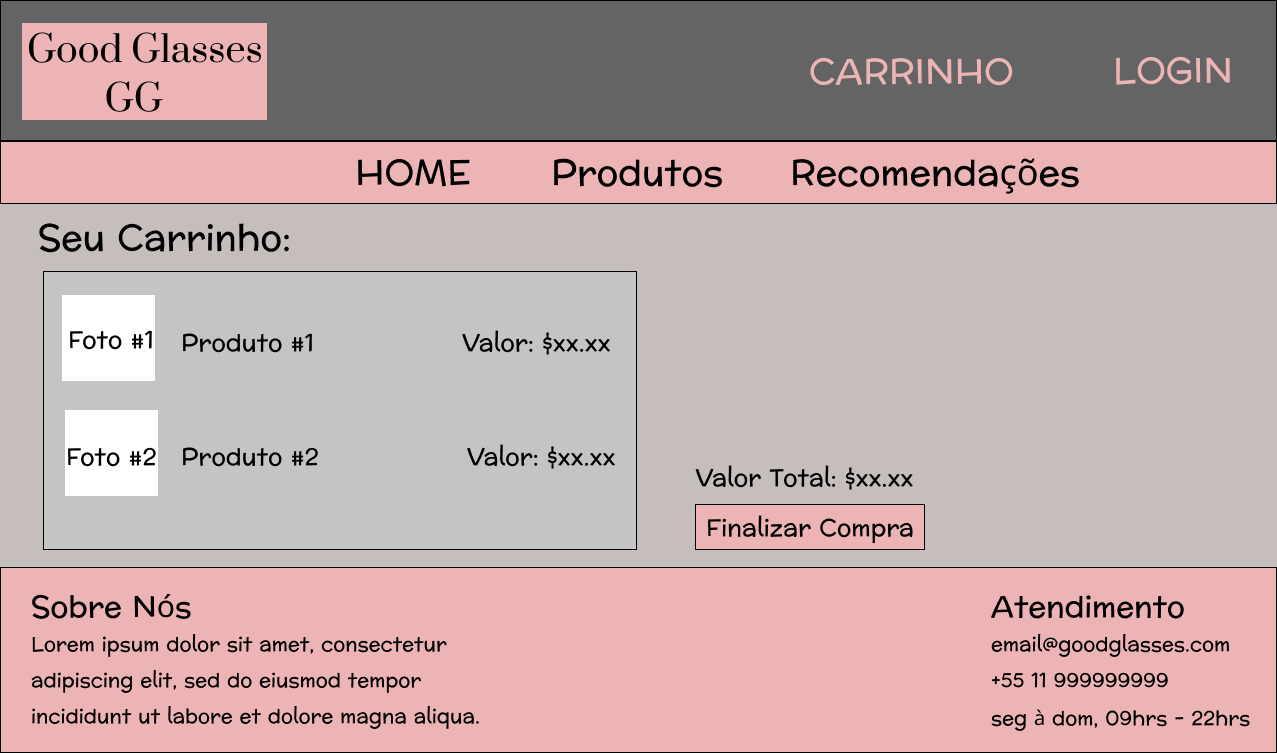 Good Glasses
GG
CARRINHO
LOGIN
HOME
Produtos
Recomendações
Seu Carrinho:
Foto #1
Produto #1
Valor: $xx.xx
Foto #2
Produto #2
Valor: $xx.xx
Valor Total: $xx.xx
Finalizar Compra
Sobre Nós
Lorem ipsum dolor sit amet, consectetur
adipiscing elit, sed do eiusmod tempor
incididunt ut labore et dolore magna aliqua.
Atendimento
email@goodglasses.com
+55 11 999999999
seg à dom, 09hrs - 22hrs